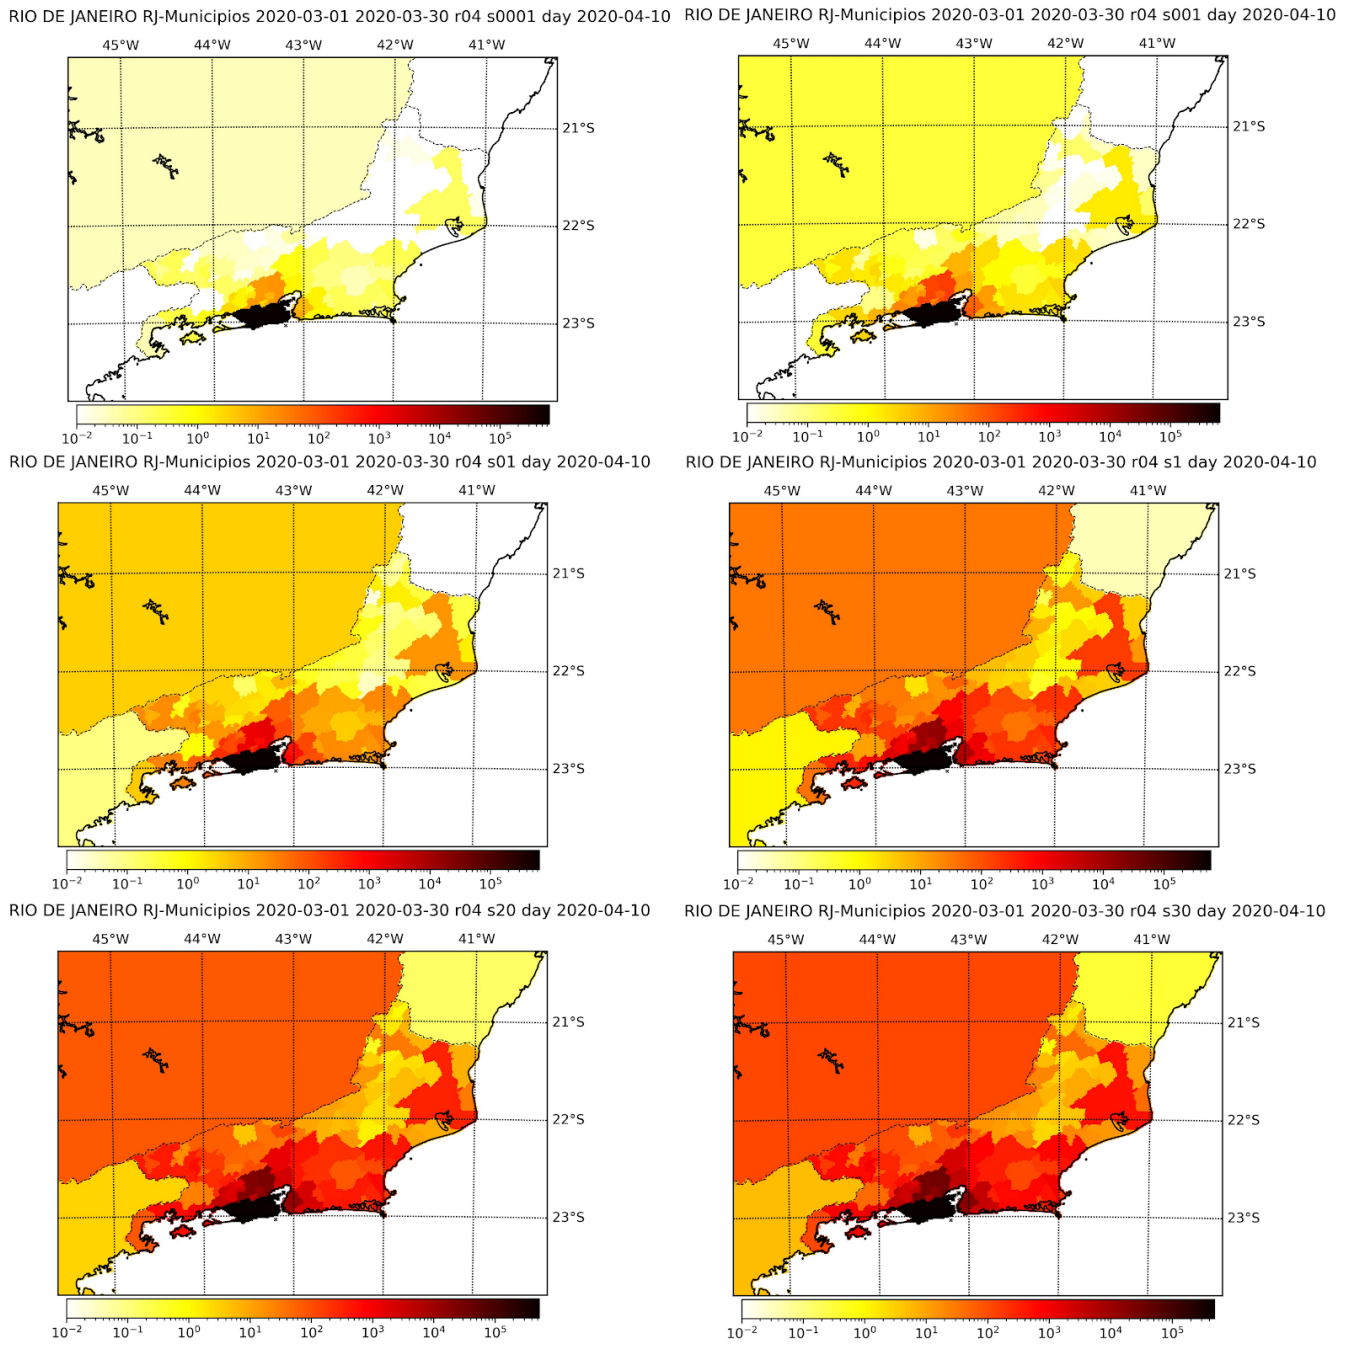 RIO DE JANEIRO RJ-Municipios 2020-03-01 2020-03-30 r04 s0001 day 2020-04-10
45°W 44°W 43°W 42°W 41°W
21°S
22°S
23°S
10⁻² 10⁻¹ 10⁰ 10¹ 10² 10³ 10⁴ 10⁵
RIO DE JANEIRO RJ-Municipios 2020-03-01 2020-03-30 r04 s001 day 2020-04-10
45°W 44°W 43°W 42°W 41°W
21°S
22°S
23°S
10⁻² 10⁻¹ 10⁰ 10¹ 10² 10³ 10⁴ 10⁵
RIO DE JANEIRO RJ-Municipios 2020-03-01 2020-03-30 r04 s01 day 2020-04-10
45°W 44°W 43°W 42°W 41°W
21°S
22°S
23°S
10⁻² 10⁻¹ 10⁰ 10¹ 10² 10³ 10⁴ 10⁵
RIO DE JANEIRO RJ-Municipios 2020-03-01 2020-03-30 r04 s1 day 2020-04-10
45°W 44°W 43°W 42°W 41°W
21°S
22°S
23°S
10⁻² 10⁻¹ 10⁰ 10¹ 10² 10³ 10⁴ 10⁵
RIO DE JANEIRO RJ-Municipios 2020-03-01 2020-03-30 r04 s20 day 2020-04-10
45°W 44°W 43°W 42°W 41°W
21°S
22°S
23°S
10⁻² 10⁻¹ 10⁰ 10¹ 10² 10³ 10⁴ 10⁵
RIO DE JANEIRO RJ-Municipios 2020-03-01 2020-03-30 r04 s30 day 2020-04-10
45°W 44°W 43°W 42°W 41°W
21°S
22°S
23°S
10⁻² 10⁻¹ 10⁰ 10¹ 10² 10³ 10⁴ 10⁵